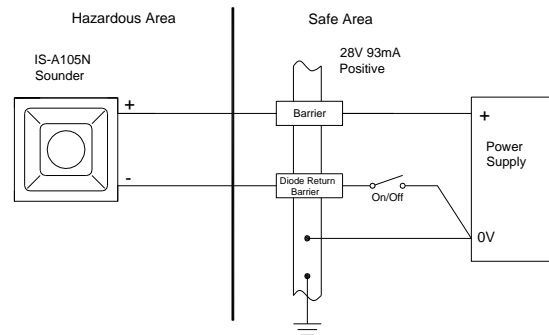 Hazardous Area
Safe Area
IS-A105N
Sounder
28V 93mA
Positive
+
Barrier
+
Power
Supply
-
Diode Return
Barrier
On/Off
0V